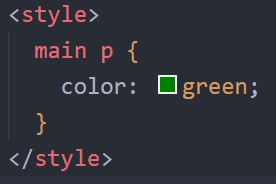 <style>
main p {
color: green;
}
</style>